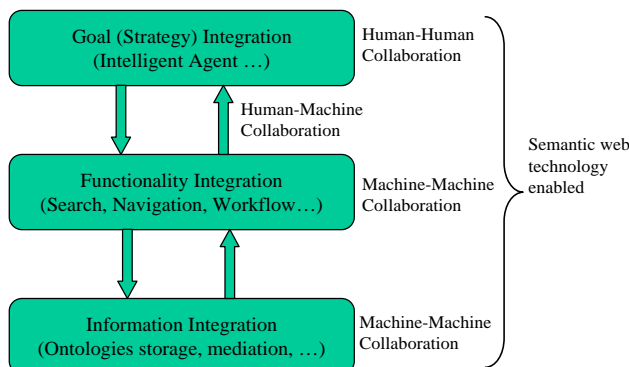 Goal (Strategy) Integration
(Intelligent Agent …)
Human-Human
Collaboration
Human-Machine
Collaboration
Semantic web
technology
enabled
Functionality Integration
(Search, Navigation, Workflow…)
Machine-Machine
Collaboration
Information Integration
(Ontologies storage, mediation, …)
Machine-Machine
Collaboration